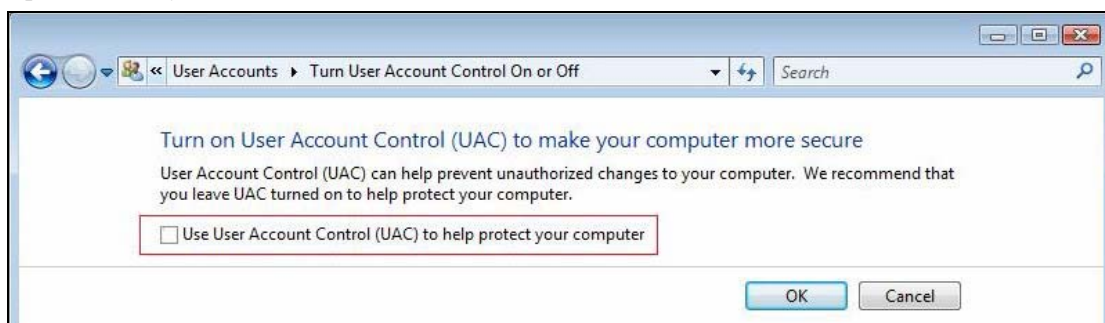 « User Accounts ▸ Turn User Account Control On or Off
Search
Turn on User Account Control (UAC) to make your computer more secure
User Account Control (UAC) can help prevent unauthorized changes to your computer. We recommend that
you leave UAC turned on to help protect your computer.
Use User Account Control (UAC) to help protect your computer
OK Cancel